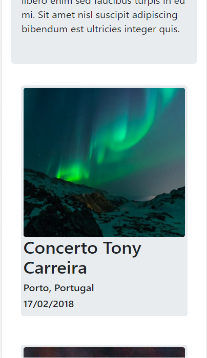 libero enim sed faucibus turpis in eu
mi. Sit amet nisl suscipit adipiscing
bibendum est ultricies integer quis.
Concerto Tony
Carreira
Porto, Portugal
17/02/2018